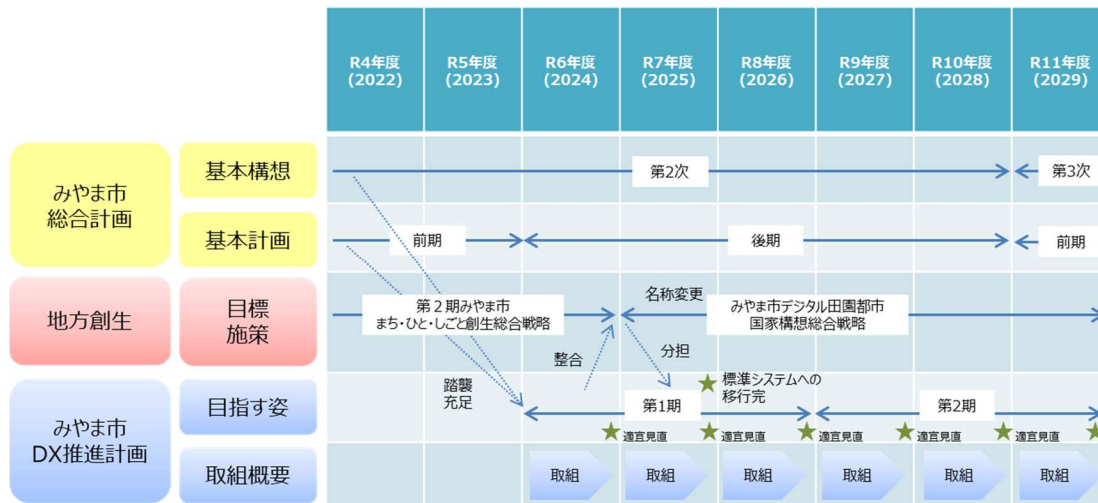 R4年度
(2022)
R5年度
(2023)
R6年度
(2024)
R7年度
(2025)
R8年度
(2026)
R9年度
(2027)
R10年度
(2028)
R11年度
(2029)
みやま市
総合計画
基本構想
第2次
第3次
基本計画
前期
後期
前期
地方創生
目標
施策
第２期みやま市
まち・ひと・しごと創生総合戦略
名称変更
みやま市デジタル田園都市
国家構想総合戦略
整合
分担
踏襲
充足
標準システムへの
移行完
みやま市
DX推進計画
目指す姿
第1期
第2期
適宜見直
適宜見直
適宜見直
適宜見直
適宜見直
取組概要
取組
取組
取組
取組
取組
取組